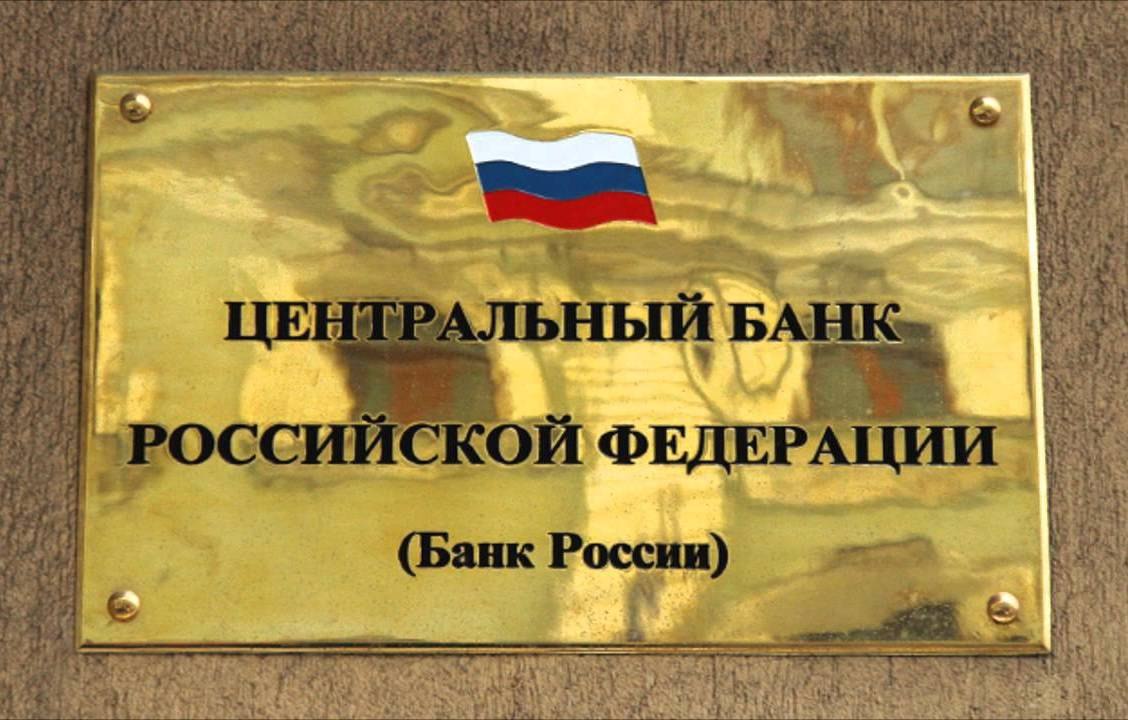 ЦЕНТРАЛЬНЫЙ БАНК
РОССИЙСКОЙ ФЕДЕРАЦИИ
(Банк России)